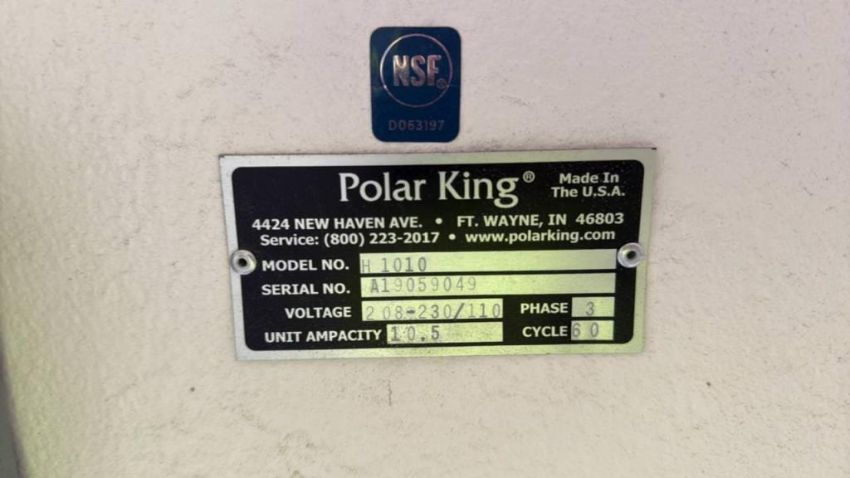 NSF®
D063197
Polar King® Made In The U.S.A.
4424 NEW HAVEN AVE. • FT. WAYNE, IN 46803
Service: (800) 223-2017 • www.polarking.com
MODEL NO. H 1010
SERIAL NO. A19059049
VOLTAGE 208-230/110 PHASE 3
UNIT AMPACITY 10.5 CYCLE 60